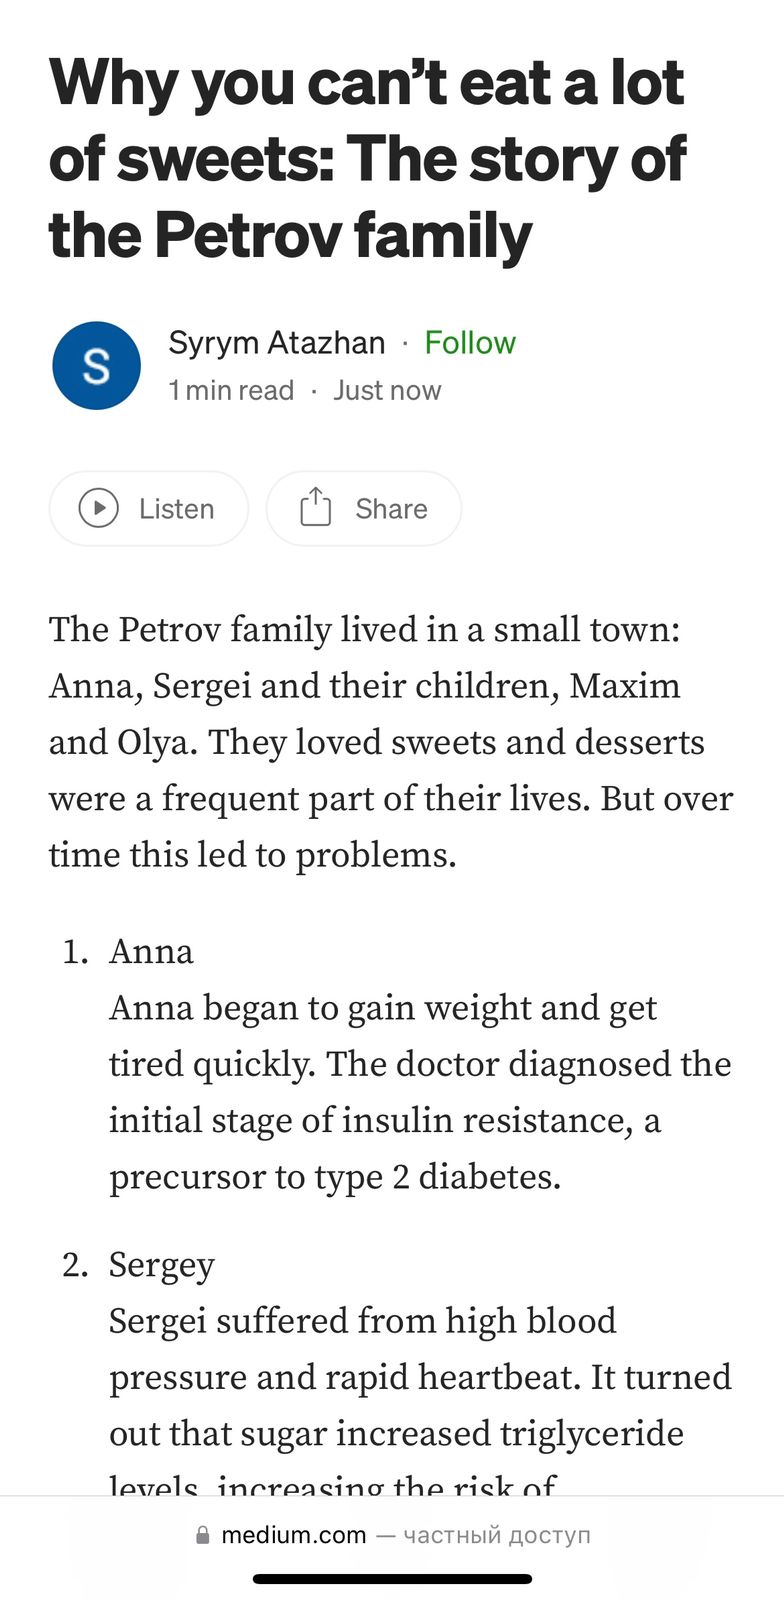 Why you can’t eat a lot
of sweets: The story of
the Petrov family
S
Syrym Atazhan · Follow
1 min read · Just now
Listen
Share
The Petrov family lived in a small town:
Anna, Sergei and their children, Maxim
and Olya. They loved sweets and desserts
were a frequent part of their lives. But over
time this led to problems.
1. Anna
Anna began to gain weight and get
tired quickly. The doctor diagnosed the
initial stage of insulin resistance, a
precursor to type 2 diabetes.
2. Sergey
Sergei suffered from high blood
pressure and rapid heartbeat. It turned
out that sugar increased triglyceride
levels, increasing the risk of
medium.com — частный доступ